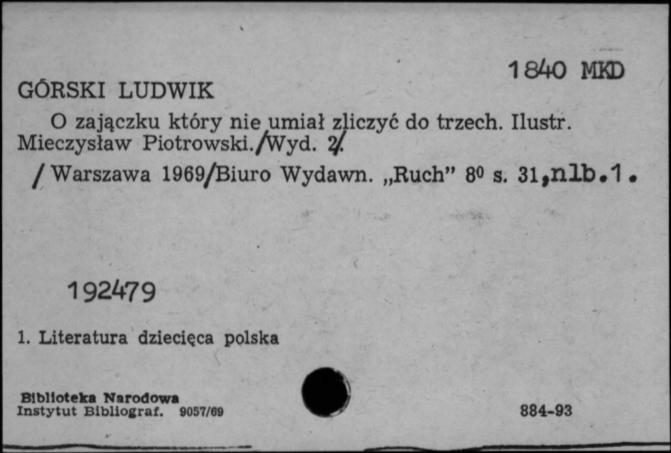 1840 MKD
GÓRSKI LUDWIK
O zajączku który nie umiał zliczyć do trzech. Ilustr.
Mieczysław Piotrowski./Wyd. 2/.
/ Warszawa 1969/Biuro Wydawn. „Ruch” 8⁰ s. 31,nlb.1.
192479
1. Literatura dziecięca polska
Biblioteka Narodowa
Instytut Bibliograf. 9057/69
884-93